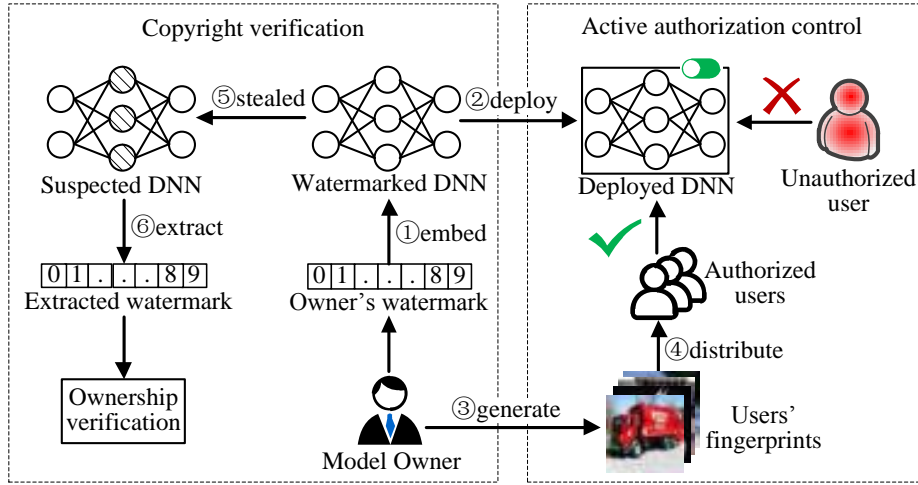 Copyright verification
Active authorization control
⑤stealed
②deploy
Suspected DNN
Watermarked DNN
Deployed DNN
Unauthorized
user
⑥extract
①embed
0 1 . . . 8 9
0 1 . . . 8 9
Extracted watermark
Owner's watermark
Authorized
users
④distribute
Ownership
verification
③generate
Users'
fingerprints
Model Owner